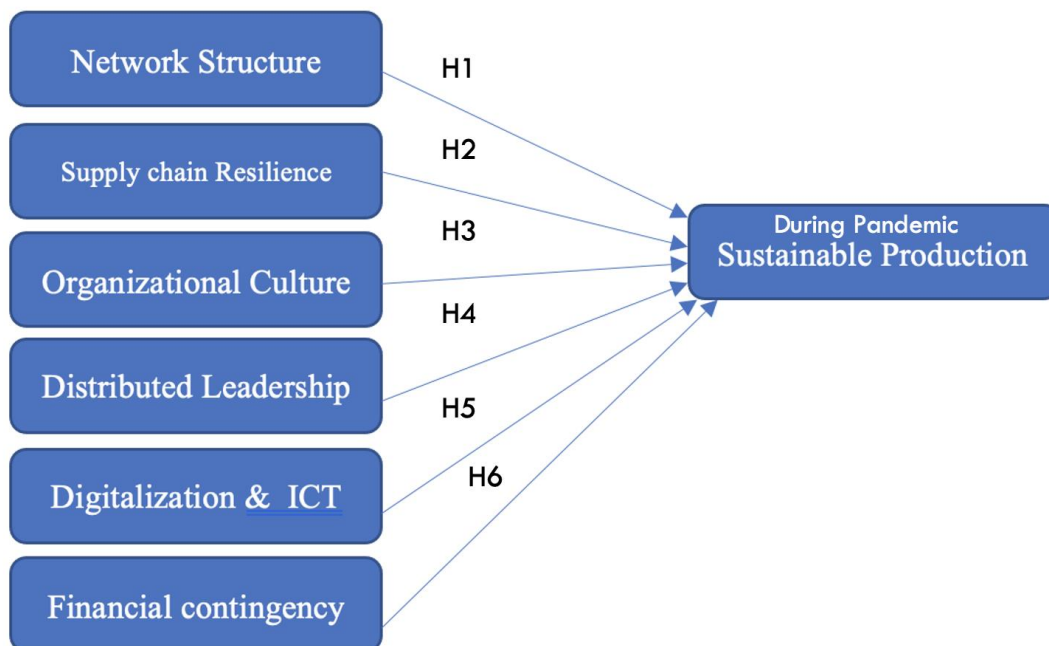 Network Structure
H1
Supply chain Resilience
H2
Organizational Culture
H3
Distributed Leadership
H4
Digitalization & ICT
H5
Financial contingency
H6
During Pandemic
Sustainable Production